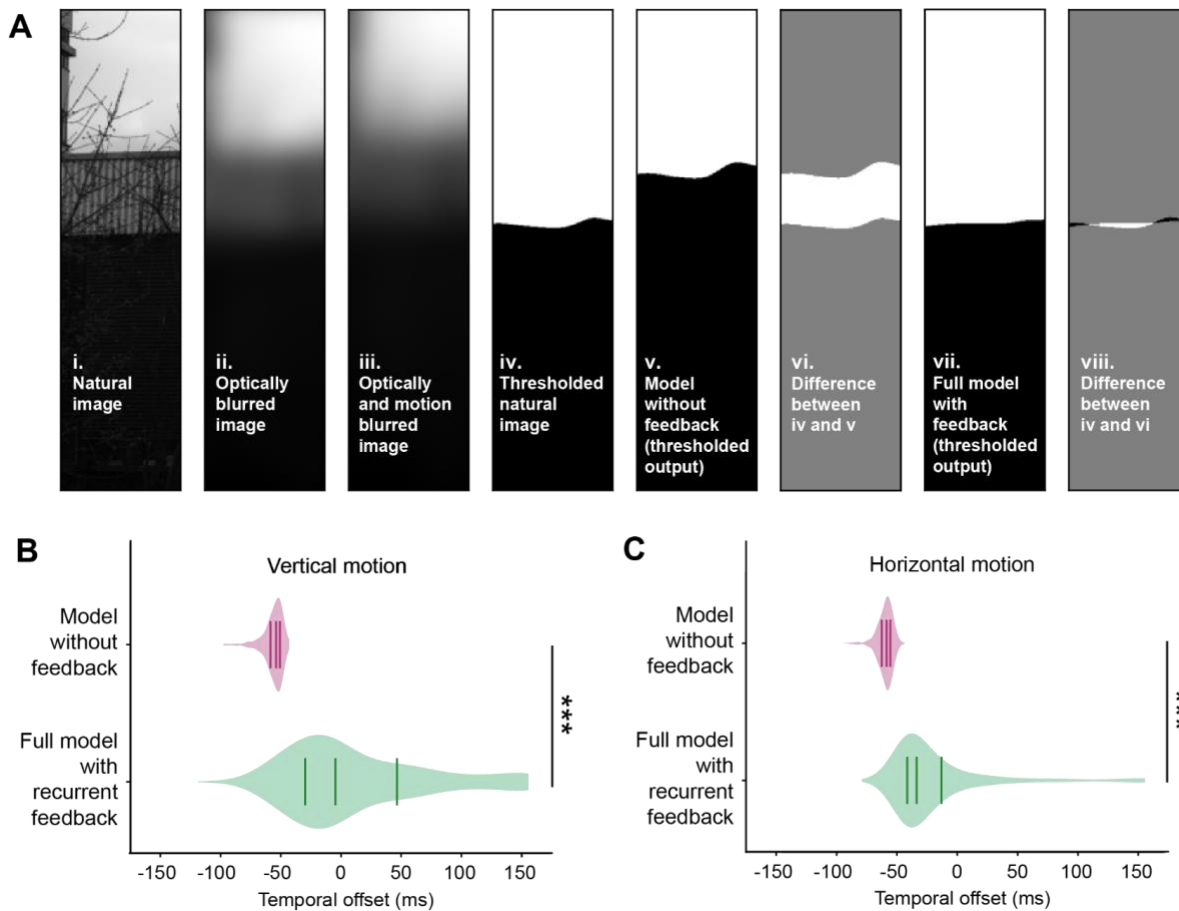 A
i.
Natural
image
ii.
Optically
blurred
image
iii.
Optically
and motion
blurred
image
iv.
Thresholded
natural
image
v.
Model
without
feedback
(thresholded
output)
vi.
Difference
between
iv and v
vii.
Full model
with
feedback
(thresholded
output)
viii.
Difference
between
iv and vi
B
Vertical motion
Model
without
feedback
Full model
with
recurrent
feedback
***
-150 -100 -50 0 50 100 150
Temporal offset (ms)
C
Horizontal motion
Model
without
feedback
Full model
with
recurrent
feedback
-150 -100 -50 0 50 100 150
Temporal offset (ms)